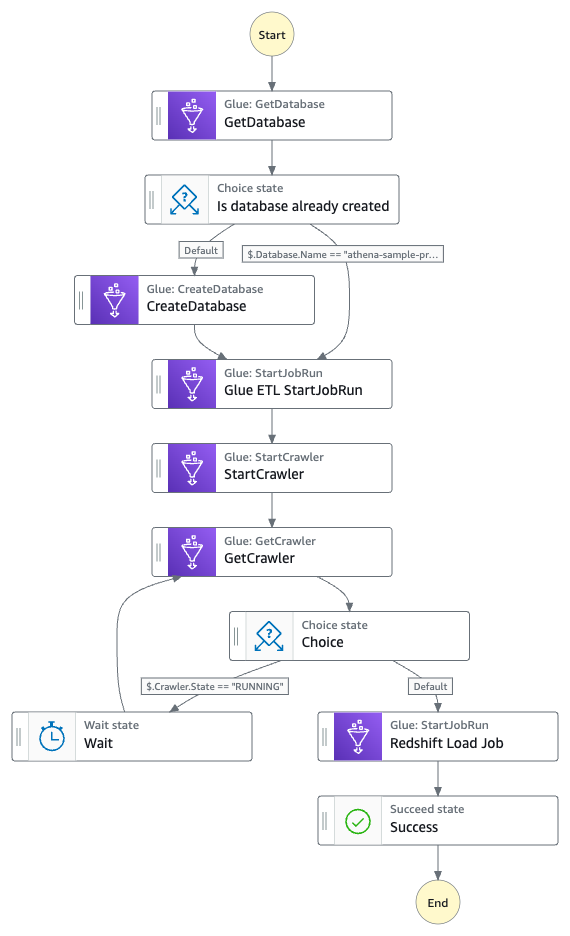 Start
Glue: GetDatabase
GetDatabase
Choice state
Is database already created
Default
$.Database.Name == "athena-sample-pr...
Glue: CreateDatabase
CreateDatabase
Glue: StartJobRun
Glue ETL StartJobRun
Glue: StartCrawler
StartCrawler
Glue: GetCrawler
GetCrawler
Choice state
Choice
$.Crawler.State == "RUNNING"
Default
Wait state
Wait
Glue: StartJobRun
Redshift Load Job
Succeed state
Success
End